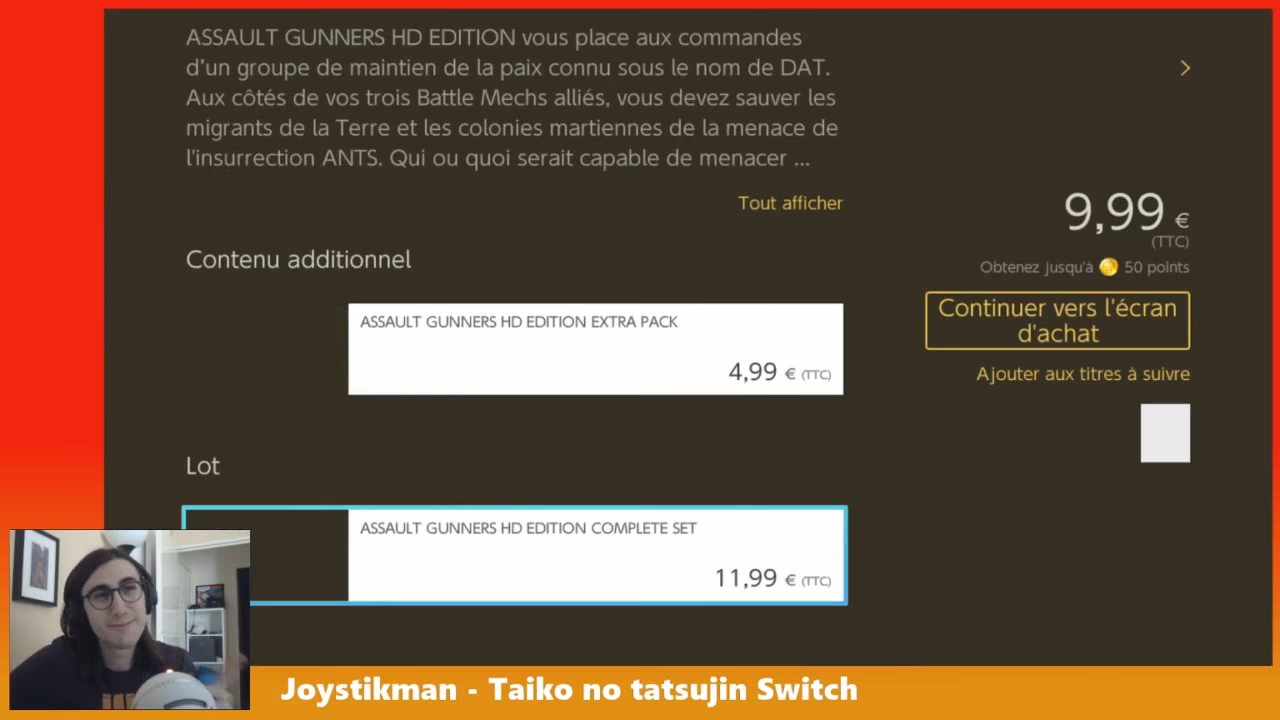 ASSAULT GUNNERS HD EDITION vous place aux commandes
d'un groupe de maintien de la paix connu sous le nom de DAT.
Aux côtés de vos trois Battle Mechs alliés, vous devez sauver les
migrants de la Terre et les colonies martiennes de la menace de
l'insurrection ANTS. Qui ou quoi serait capable de menacer ...
Tout afficher
9,99 €
(TTC)
Obtenez jusqu'à 50 points
Continuer vers l'écran
d'achat
Ajouter aux titres à suivre
Contenu additionnel
ASSAULT GUNNERS HD EDITION EXTRA PACK
4,99 € (TTC)
Lot
ASSAULT GUNNERS HD EDITION COMPLETE SET
11,99 € (TTC)
Joystikman - Taiko no tatsujin Switch